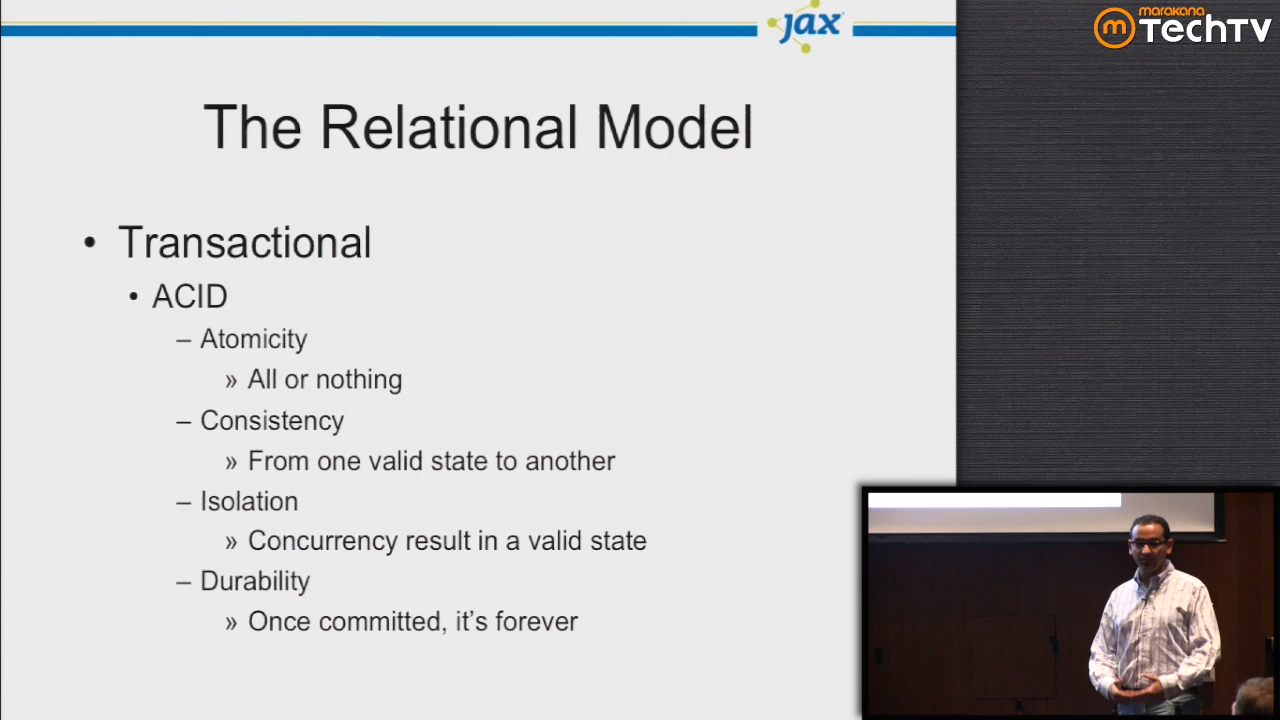 jax
marakana
m TechTV
The Relational Model
• Transactional
• ACID
– Atomicity
» All or nothing
– Consistency
» From one valid state to another
– Isolation
» Concurrency result in a valid state
– Durability
» Once committed, it's forever